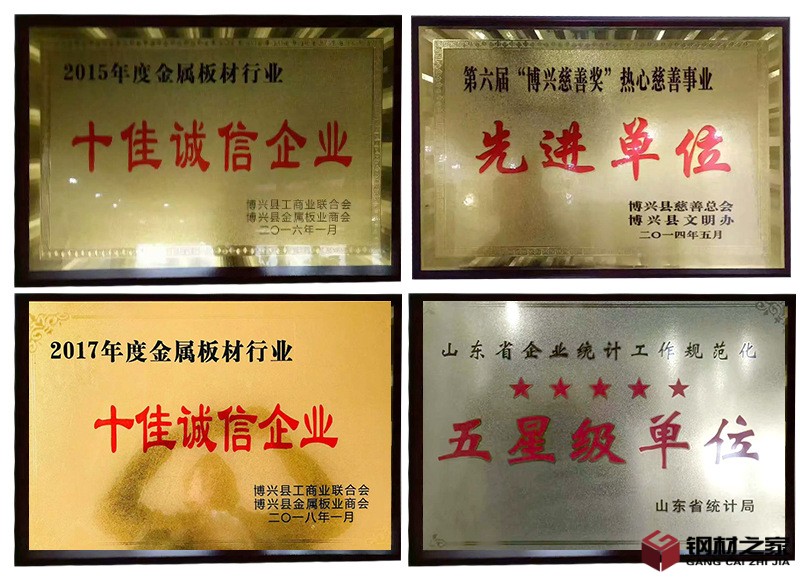 2015年度金属板材行业
十佳诚信企业
博兴县工商业联合会
博兴县金属板业商会
二〇一六年一月
第六届“博兴慈善奖”热心慈善事业
先进单位
博兴县慈善总会
博兴县文明办
二〇一四年五月
2017年度金属板材行业
十佳诚信企业
博兴县工商业联合会
博兴县金属板业商会
二〇一八年一月
山东省企业统计工作规范化
五星级单位
山东省统计局
钢材之家
GANG CAI ZHI JIA